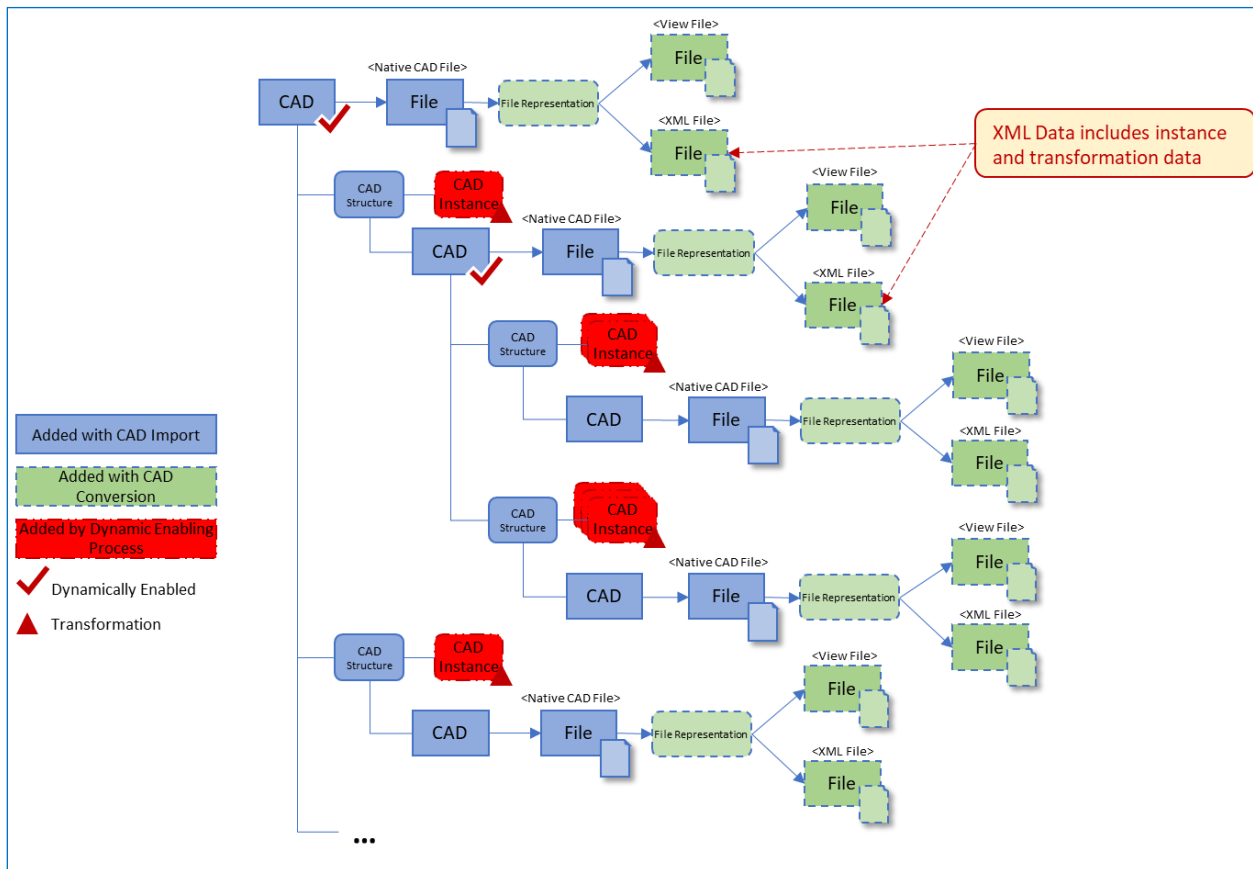 <View File>
File
<Native CAD File>
CAD
File
File Representation
<XML File>
File
XML Data includes instance
and transformation data
CAD
Structure
CAD
Instance
<View File>
File
<Native CAD File>
CAD
File
File Representation
<XML File>
File
CAD
Structure
CAD
Instance
<View File>
File
<Native CAD File>
CAD
File
File Representation
<XML File>
File
Added with CAD Import
Added with CAD
Conversion
Added by Dynamic Enabling
Process
Dynamically Enabled
Transformation
CAD
Structure
CAD
Instance
<View File>
File
<Native CAD File>
CAD
File
File Representation
<XML File>
File
CAD
Structure
CAD
Instance
<View File>
File
<Native CAD File>
CAD
File
File Representation
<XML File>
File
...